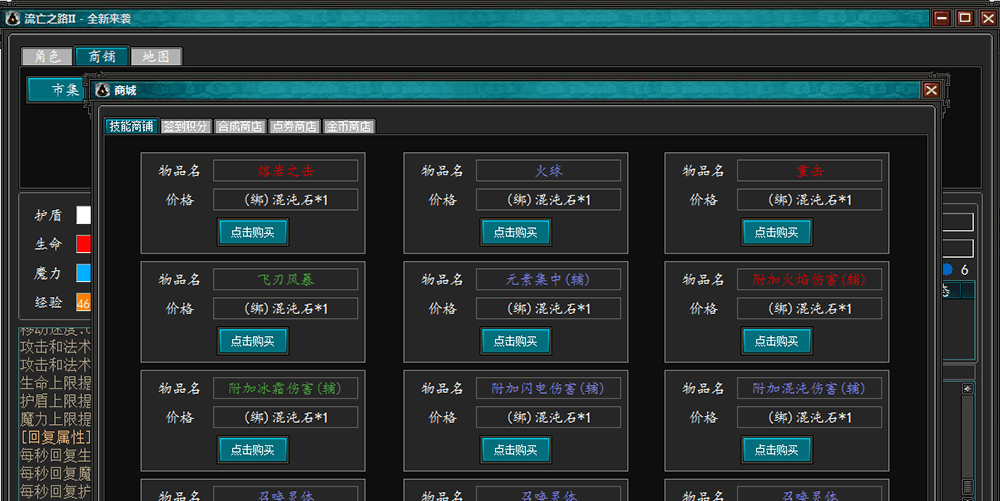 流亡之路II - 全新来袭
角色 商铺 地图
市集
商城
技能商铺 签到积分 合成商店 点券商店 金币商店
物品名 熔岩之击 物品名 火球 物品名 重击
价格 (绑)混沌石*1 价格 (绑)混沌石*1 价格 (绑)混沌石*1
点击购买 点击购买 点击购买
物品名 飞刃风暴 物品名 元素集中(辅) 物品名 附加火焰伤害(辅)
价格 (绑)混沌石*1 价格 (绑)混沌石*1 价格 (绑)混沌石*1
点击购买 点击购买 点击购买
物品名 附加冰霜伤害(辅) 物品名 附加闪电伤害(辅) 物品名 附加混沌伤害(辅)
价格 (绑)混沌石*1 价格 (绑)混沌石*1 价格 (绑)混沌石*1
点击购买 点击购买 点击购买
物品名 召唤灵体 物品名 召唤灵体 物品名
护盾
生命
魔力
经验 46
6
移动速度:
攻击和法术
攻击和法术
生命上限提
护盾上限提
魔力上限提
[回复属性]
每秒回复生
每秒回复魔
每秒回复护